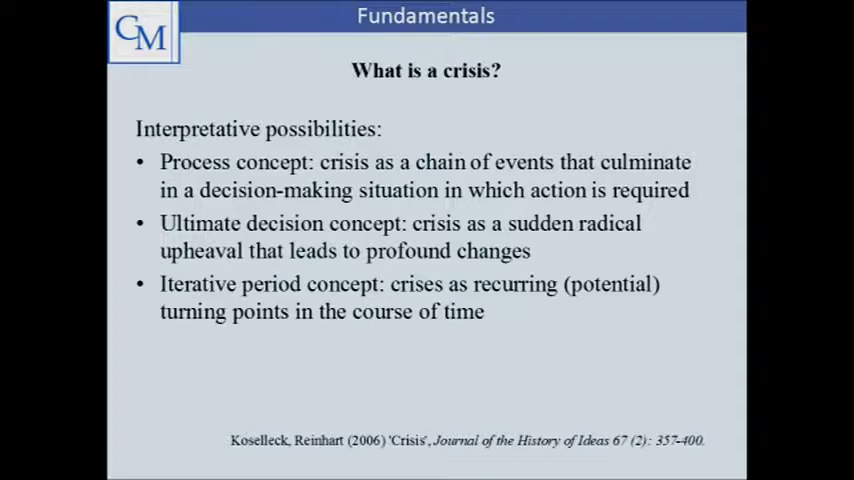 Fundamentals
CM
What is a crisis?
Interpretative possibilities:
• Process concept: crisis as a chain of events that culminate
in a decision-making situation in which action is required
• Ultimate decision concept: crisis as a sudden radical
upheaval that leads to profound changes
• Iterative period concept: crises as recurring (potential)
turning points in the course of time
Koselleck, Reinhart (2006) 'Crisis', Journal of the History of Ideas 67 (2): 357-400.